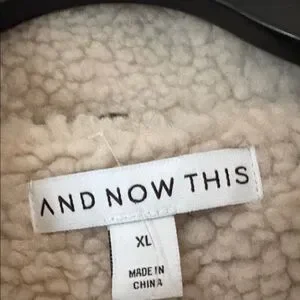 AND NOW THIS
XL
MADE IN
CHINA